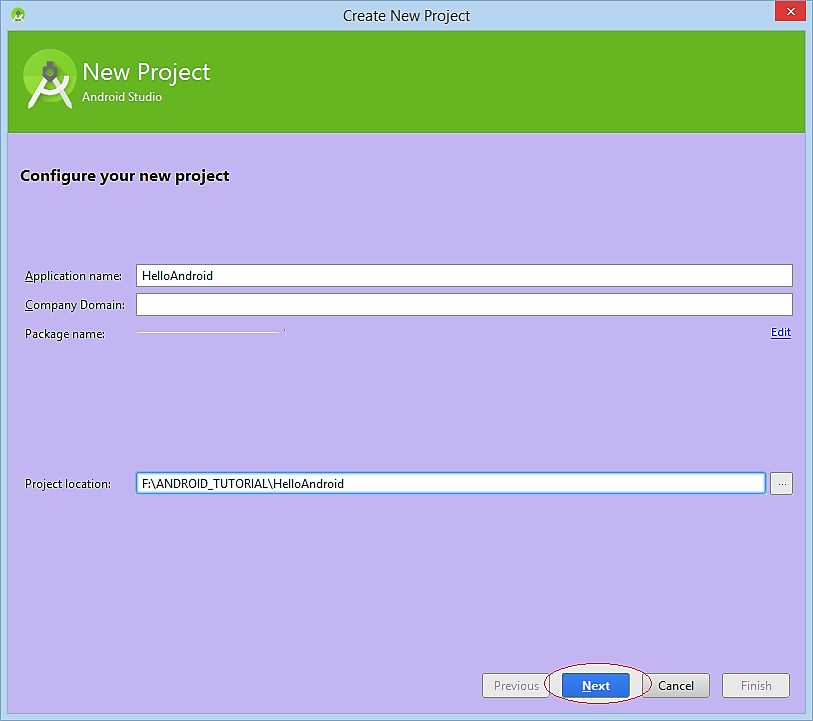 Create New Project
New Project
Android Studio
Configure your new project
Application name: HelloAndroid
Company Domain:
Package name: Edit
Project location: F:\ANDROID_TUTORIAL\HelloAndroid ...
Previous Next Cancel Finish